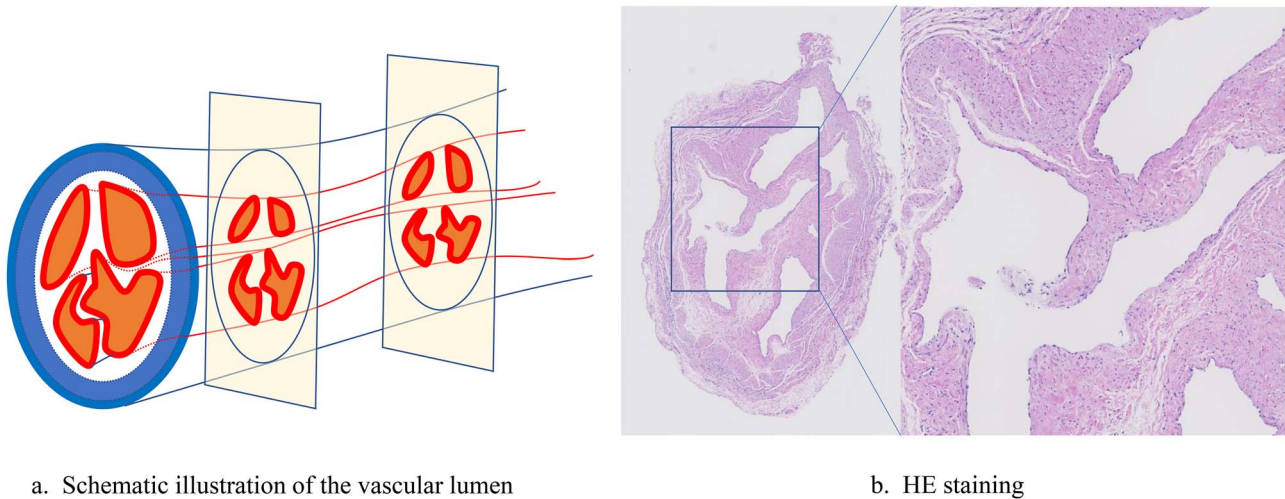 a. Schematic illustration of the vascular lumen
b. HE staining